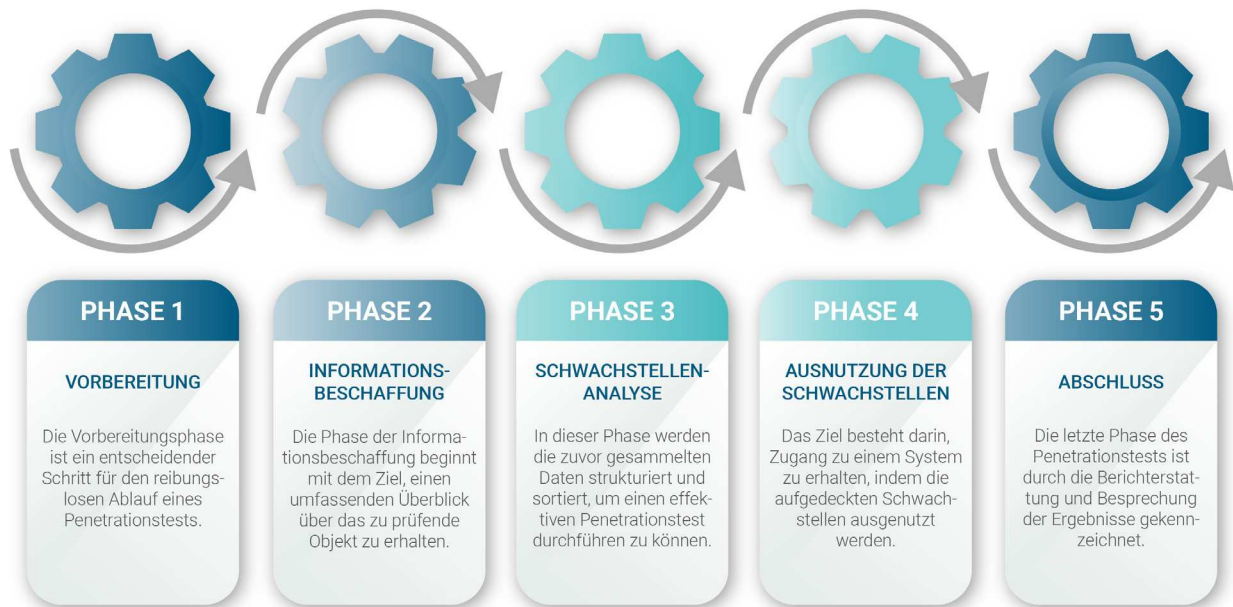 PHASE 1
VORBEREITUNG
Die Vorbereitungsphase
ist ein entscheidender
Schritt für den reibungs-
losen Ablauf eines
Penetrationstests.
PHASE 2
INFORMATIONS-
BESCHAFFUNG
Die Phase der Informa-
tionsbeschaffung beginnt
mit dem Ziel, einen
umfassenden Überblick
über das zu prüfende
Objekt zu erhalten.
PHASE 3
SCHWACHSTELLEN-
ANALYSE
In dieser Phase werden
die zuvor gesammelten
Daten strukturiert und
sortiert, um einen effek-
tiven Penetrationstest
durchführen zu können.
PHASE 4
AUSNUTZUNG DER
SCHWACHSTELLEN
Das Ziel besteht darin,
Zugang zu einem System
zu erhalten, indem die
aufgedeckten Schwach-
stellen ausgenutzt
werden.
PHASE 5
ABSCHLUSS
Die letzte Phase des
Penetrationstests ist
durch die Berichterstat-
tung und Besprechung
der Ergebnisse gekenn-
zeichnet.